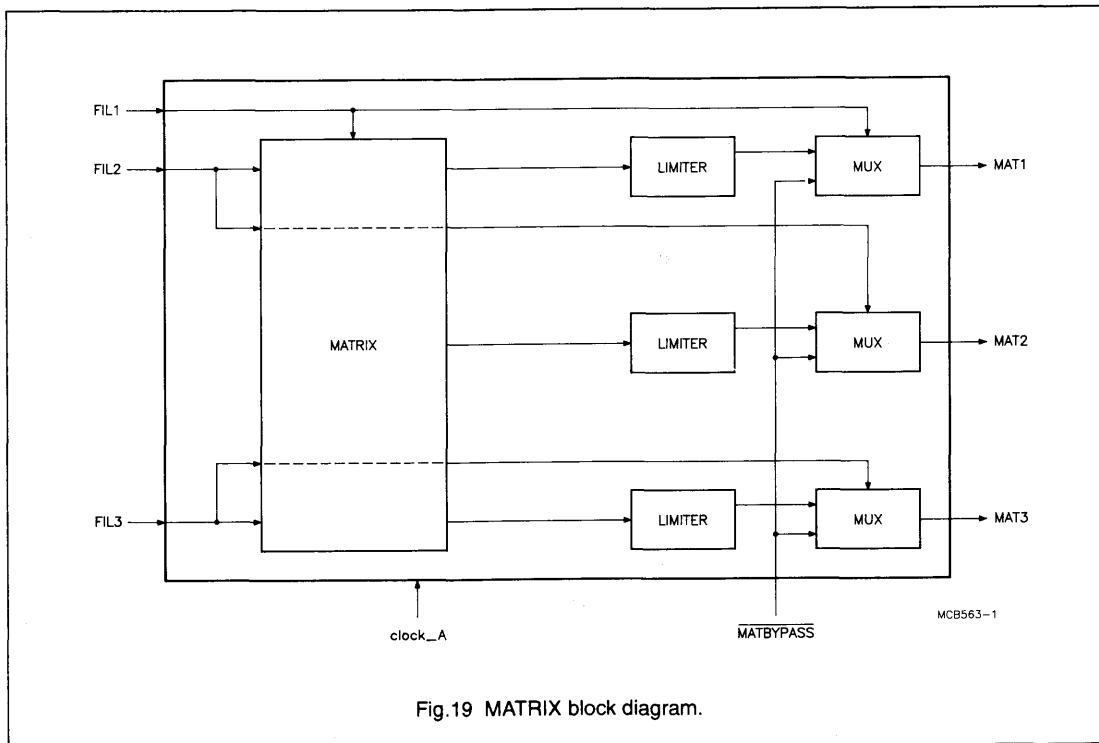 FIL1
FIL2
LIMITER
MUX
MAT1
MATRIX
LIMITER
MUX
MAT2
FIL3
LIMITER
MUX
MAT3
MCB563-1
clock_A
MATBYPASS
Fig.19 MATRIX block diagram.